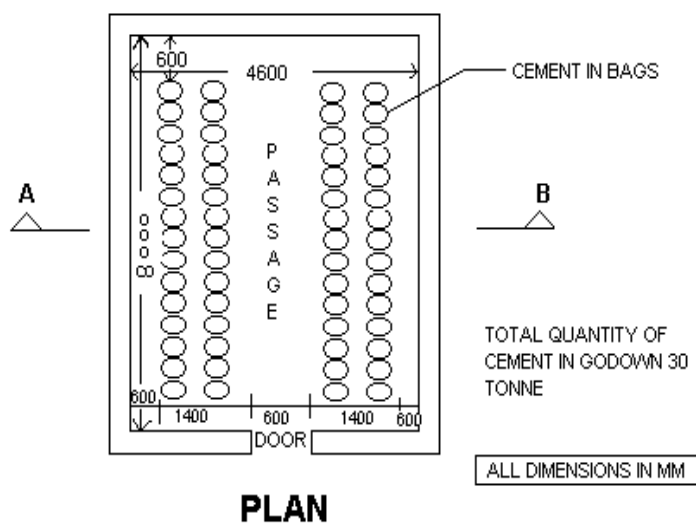 600
4600
CEMENT IN BAGS
PASSAGE
A
B
8000
TOTAL QUANTITY OF
CEMENT IN GODOWN 30
TONNE
600
1400
600
1400
600
DOOR
ALL DIMENSIONS IN MM
PLAN